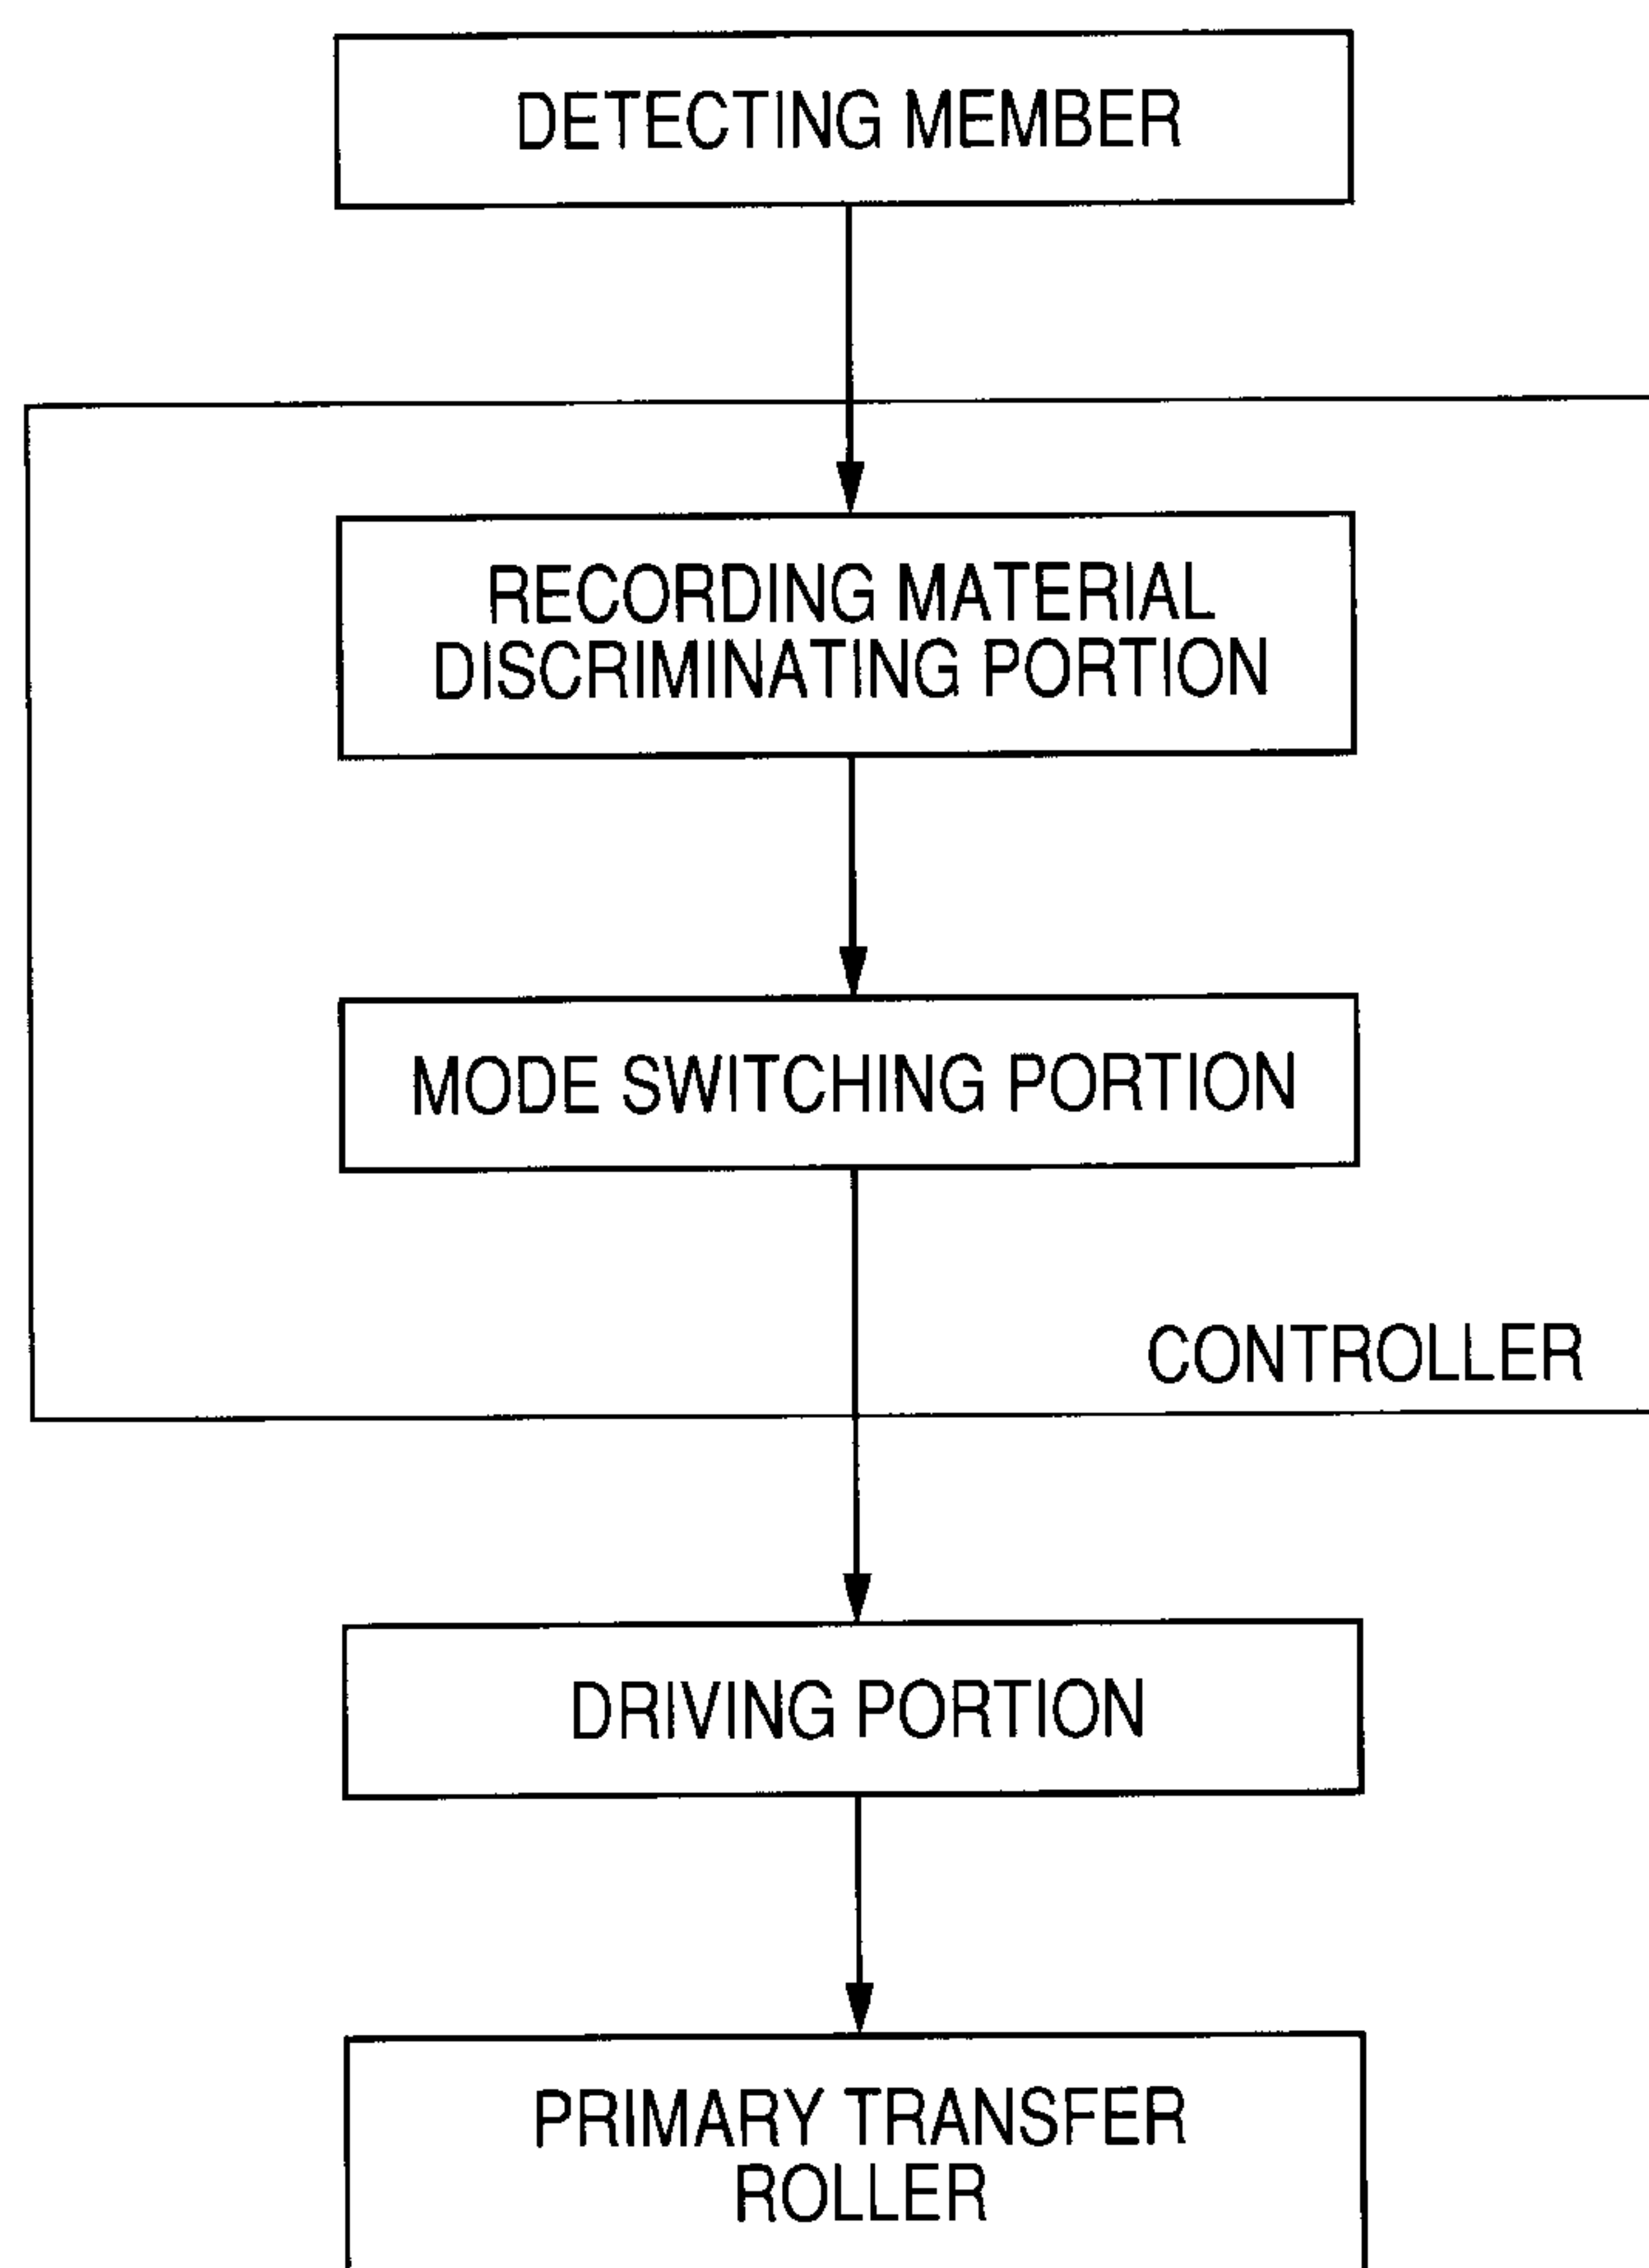 DETECTING MEMBER
RECORDING MATERIAL
DISCRIMINATING PORTION
MODE SWITCHING PORTION
CONTROLLER
DRIVING PORTION
PRIMARY TRANSFER
ROLLER